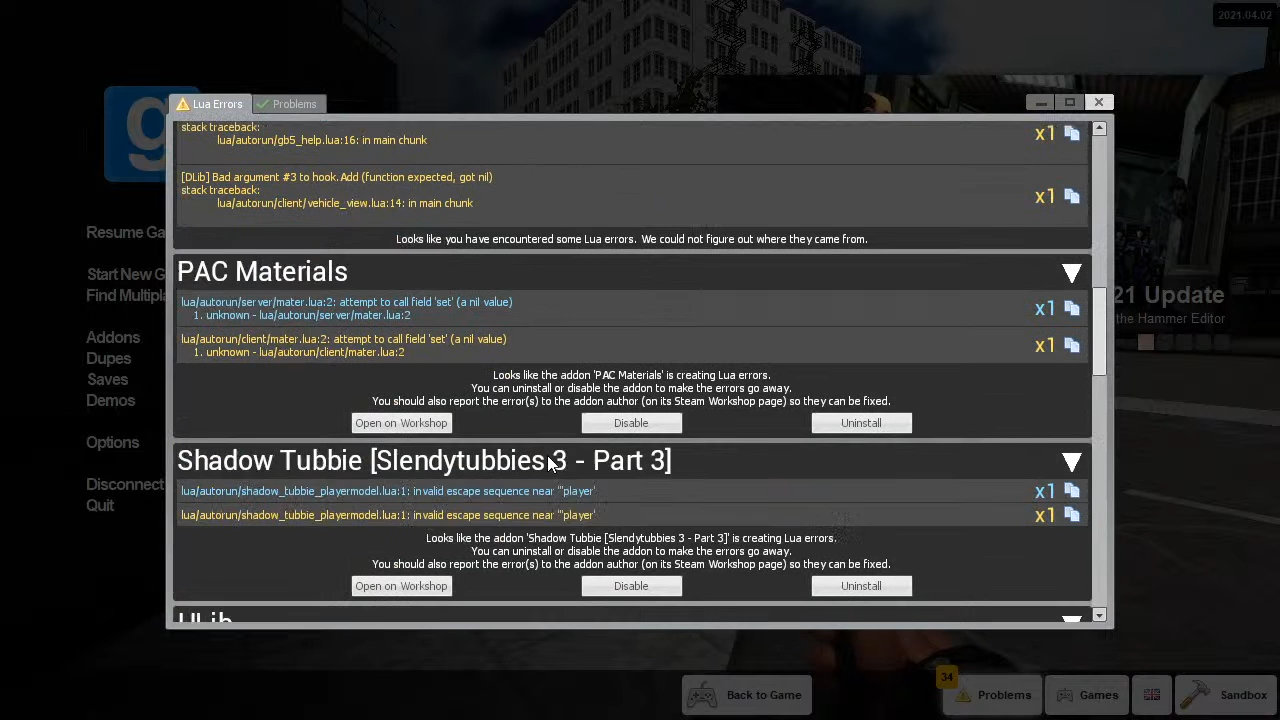 2021.04.02
Lua Errors
Problems
stack traceback:
lua/autorun/gb5_help.lua:16: in main chunk
x1
[DLib] Bad argument #3 to hook.Add (function expected, got nil)
stack traceback:
lua/autorun/client/vehicle_view.lua:14: in main chunk
x1
Looks like you have encountered some Lua errors. We could not figure out where they came from.
PAC Materials
lua/autorun/server/mater.lua:2: attempt to call field 'set' (a nil value)
1. unknown - lua/autorun/server/mater.lua:2
x1
lua/autorun/client/mater.lua:2: attempt to call field 'set' (a nil value)
1. unknown - lua/autorun/client/mater.lua:2
x1
Looks like the addon 'PAC Materials' is creating Lua errors.
You can uninstall or disable the addon to make the errors go away.
You should also report the error(s) to the addon author (on its Steam Workshop page) so they can be fixed.
Open on Workshop
Disable
Uninstall
Shadow Tubbie [Slendytubbies 3 - Part 3]
lua/autorun/shadow_tubbie_playermodel.lua:1: invalid escape sequence near '"player'
x1
lua/autorun/shadow_tubbie_playermodel.lua:1: invalid escape sequence near '"player'
x1
Looks like the addon 'Shadow Tubbie [Slendytubbies 3 - Part 3]' is creating Lua errors.
You can uninstall or disable the addon to make the errors go away.
You should also report the error(s) to the addon author (on its Steam Workshop page) so they can be fixed.
Open on Workshop
Disable
Uninstall
ULib
g
Resume Ga
Start New G
Find Multipla
Addons
Dupes
Saves
Demos
Options
Disconnect
Quit
21 Update
the Hammer Editor
Back to Game
34
Problems
Games
Sandbox